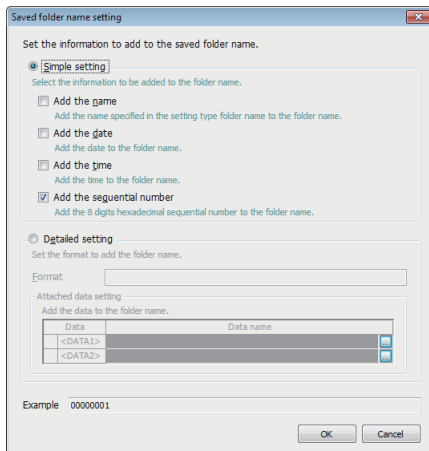 Saved folder name setting
Set the information to add to the saved folder name.
Simple setting
Select the information to be added to the folder name.
Add the name
Add the name specified in the setting type folder name to the folder name.
Add the date
Add the date to the folder name.
Add the time
Add the time to the folder name.
Add the sequential number
Add the 8 digits hexadecimal sequential number to the folder name.
Detailed setting
Set the format to add the folder name.
Format
Attached data setting
Add the data to the folder name.
Data Data name
<DATA1> ...
<DATA2> ...
Example 00000001
OK Cancel